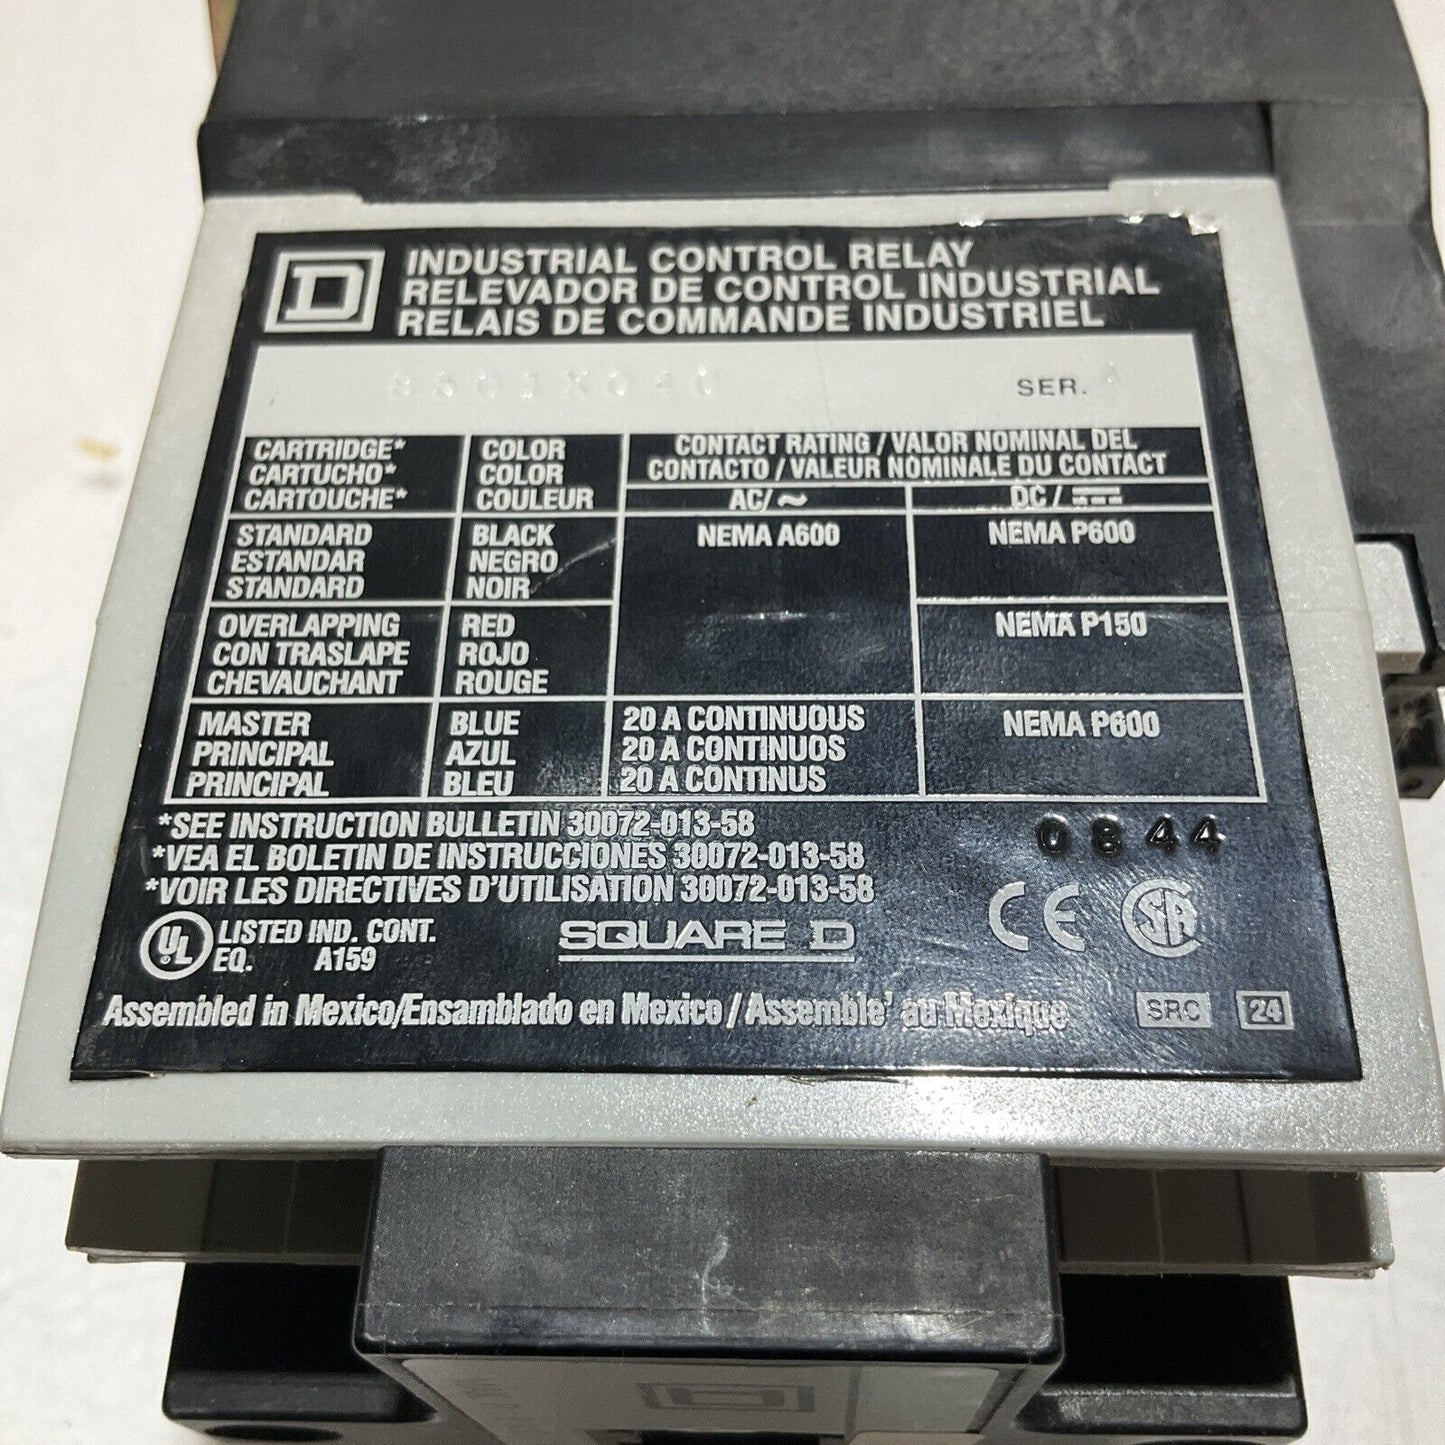 D
INDUSTRIAL CONTROL RELAY
RELEVADOR DE CONTROL INDUSTRIAL
RELAIS DE COMMANDE INDUSTRIEL
SER. A
CARTRIDGE* COLOR CONTACT RATING / VALOR NOMINAL DEL
CARTUCHO* COLOR CONTACTO / VALEUR NOMINALE DU CONTACT
CARTOUCHE* COULEUR AC/~ DC/⎓
STANDARD BLACK NEMA A600 NEMA P600
ESTANDAR NEGRO
STANDARD NOIR
OVERLAPPING RED NEMA P150
CON TRASLAPE ROJO
CHEVAUCHANT ROUGE
MASTER BLUE 20 A CONTINUOUS NEMA P600
PRINCIPAL AZUL 20 A CONTINUOS
PRINCIPAL BLEU 20 A CONTINUS
*SEE INSTRUCTION BULLETIN 30072-013-58
*VEA EL BOLETIN DE INSTRUCCIONES 30072-013-58
*VOIR LES DIRECTIVES D'UTILISATION 30072-013-58
0844
UL LISTED IND. CONT.
EQ. A159
SQUARE D
CE CSA
Assembled in Mexico/Ensamblado en Mexico / Assemble' au Mexique
SRC 24